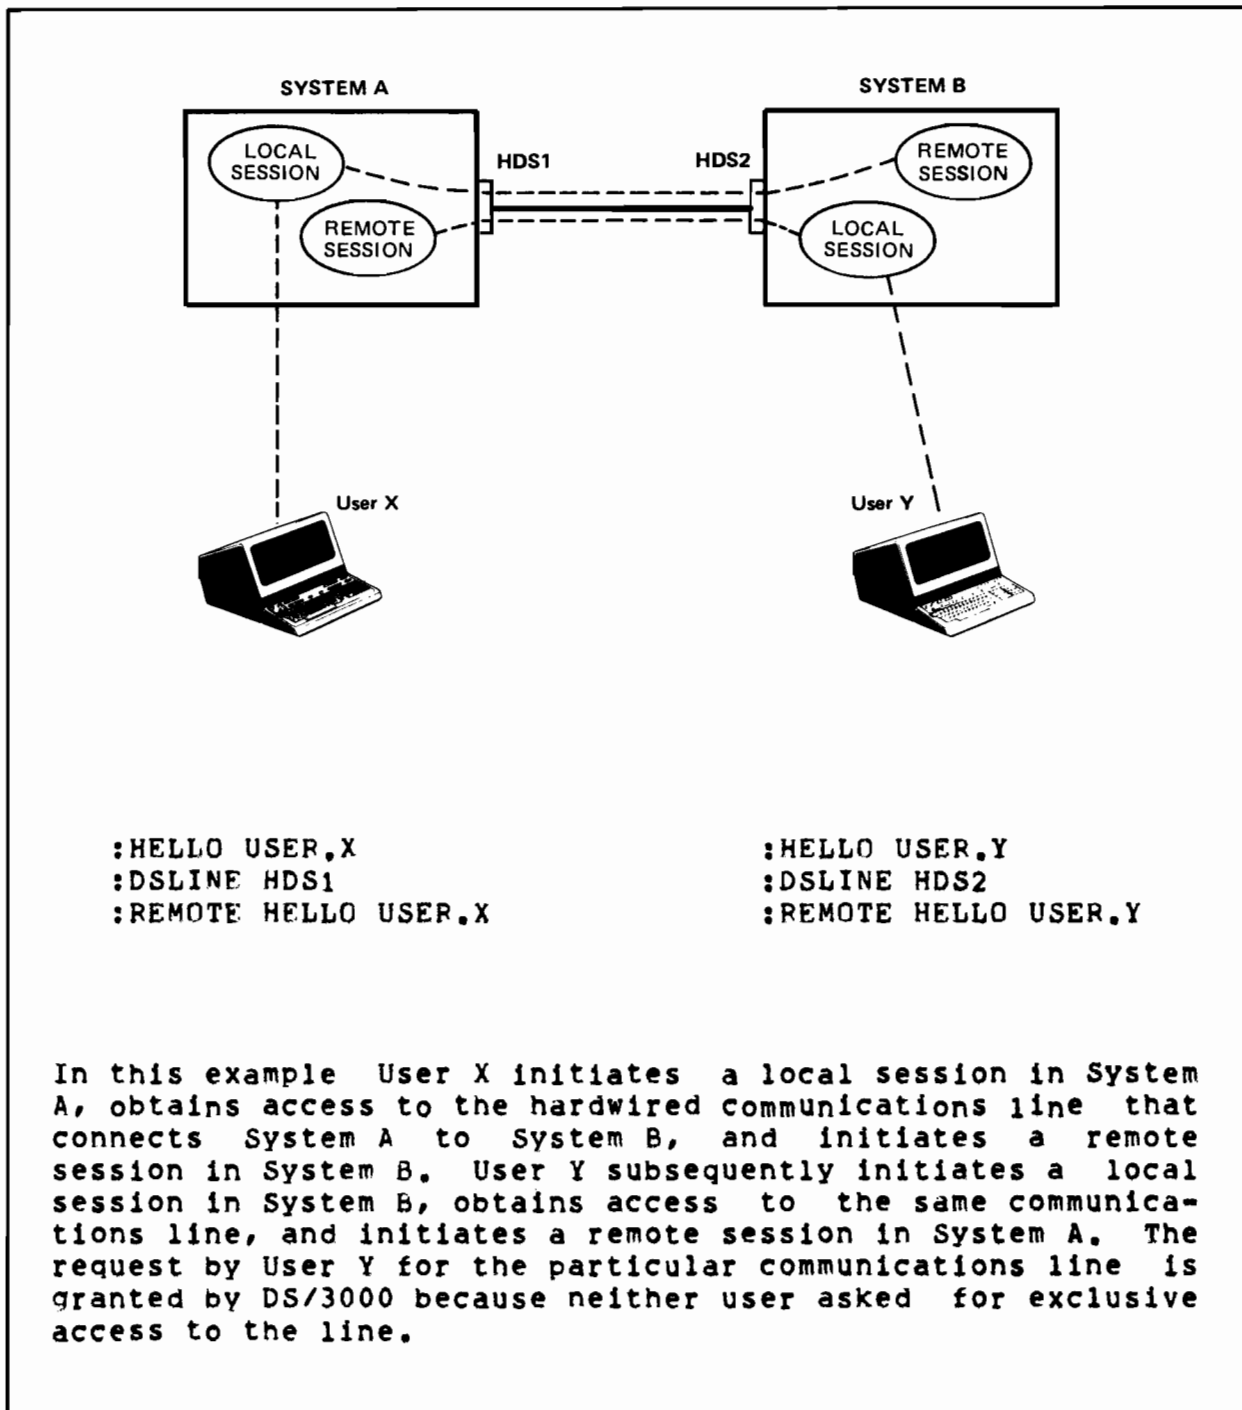 SYSTEM A
SYSTEM B
LOCAL
SESSION
REMOTE
SESSION
HDS1
HDS2
REMOTE
SESSION
LOCAL
SESSION
User X
User Y
:HELLO USER.X
:DSLINE HDS1
:REMOTE HELLO USER.X
:HELLO USER.Y
:DSLINE HDS2
:REMOTE HELLO USER.Y
In this example User X initiates a local session in System
A, obtains access to the hardwired communications line that
connects System A to System B, and initiates a remote
session in System B. User Y subsequently initiates a local
session in System B, obtains access to the same communica-
tions line, and initiates a remote session in System A. The
request by User Y for the particular communications line is
granted by DS/3000 because neither user asked for exclusive
access to the line.